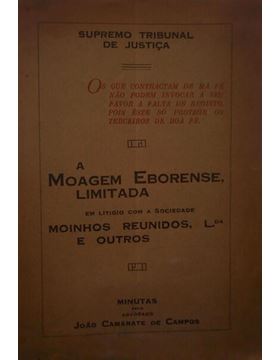 SUPREMO TRIBUNAL
DE JUSTIÇA
OS QUE CONTRACTAM DE MÁ FÉ
NÃO PODEM INVOCAR A SEU
FAVOR A FALTA DO REGISTO,
POIS ÊSTE SÓ PROTEGE OS
TERCEIROS DE BOA FÉ.
A
MOAGEM EBORENSE,
LIMITADA
EM LITIGIO COM A SOCIEDADE
MOINHOS REUNIDOS, L.DA
E OUTROS
MINUTAS
PELO
ADVOGADO
JOÃO CAMARATE DE CAMPOS